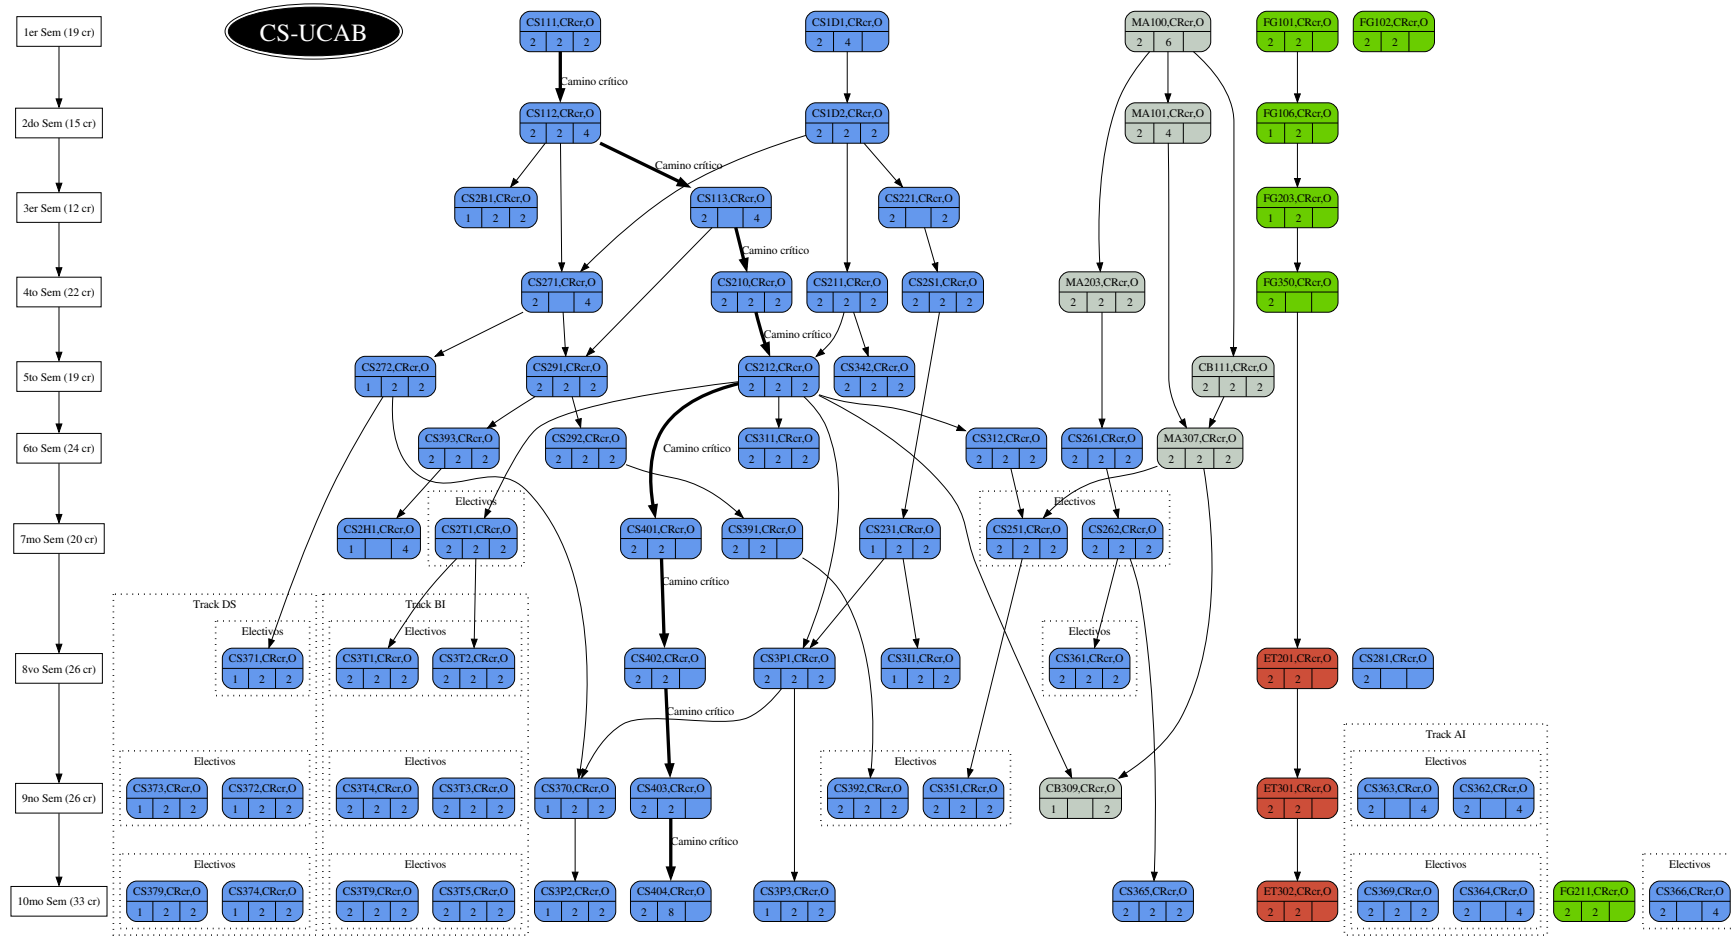 1er Sem (19 cr)
CS-UCAB
CS111,CRcr,O
2 2 2
CS1D1,CRcr,O
2 4
MA100,CRcr,O
2 6
FG101,CRcr,O
2 2
FG102,CRcr,O
2 2
Camino crítico
2do Sem (15 cr)
CS112,CRcr,O
2 2 4
CS1D2,CRcr,O
2 2 2
MA101,CRcr,O
2 4
FG106,CRcr,O
1 2
Camino crítico
3er Sem (12 cr)
CS2B1,CRcr,O
1 2 2
CS113,CRcr,O
2 4
CS221,CRcr,O
2 2
FG203,CRcr,O
1 2
Camino crítico
4to Sem (22 cr)
CS271,CRcr,O
2 4
CS210,CRcr,O
2 2 2
CS211,CRcr,O
2 2 2
CS2S1,CRcr,O
2 2 2
MA203,CRcr,O
2 2 2
FG350,CRcr,O
2
Camino crítico
5to Sem (19 cr)
CS272,CRcr,O
1 2 2
CS291,CRcr,O
2 2 2
CS212,CRcr,O
2 2 2
CS342,CRcr,O
2 2 2
CB111,CRcr,O
2 2 2
6to Sem (24 cr)
CS393,CRcr,O
2 2 2
CS292,CRcr,O
2 2 2
Camino crítico
CS311,CRcr,O
2 2 2
CS312,CRcr,O
2 2 2
CS261,CRcr,O
2 2 2
MA307,CRcr,O
2 2 2
Electivos
Electivos
7mo Sem (20 cr)
CS2H1,CRcr,O
1 4
CS2T1,CRcr,O
2 2 2
CS401,CRcr,O
2 2
CS391,CRcr,O
2 2
CS231,CRcr,O
1 2 2
CS251,CRcr,O
2 2 2
CS262,CRcr,O
2 2 2
Camino crítico
Track DS
Track BI
Electivos
Electivos
Electivos
8vo Sem (26 cr)
CS371,CRcr,O
1 2 2
CS3T1,CRcr,O
2 2 2
CS3T2,CRcr,O
2 2 2
CS402,CRcr,O
2 2
CS3P1,CRcr,O
2 2 2
CS3I1,CRcr,O
1 2 2
CS361,CRcr,O
2 2 2
ET201,CRcr,O
2 2
CS281,CRcr,O
2
Camino crítico
Track AI
Electivos
Electivos
Electivos
Electivos
9no Sem (26 cr)
CS373,CRcr,O
1 2 2
CS372,CRcr,O
1 2 2
CS3T4,CRcr,O
2 2 2
CS3T3,CRcr,O
2 2 2
CS370,CRcr,O
1 2 2
CS403,CRcr,O
2 2
CS392,CRcr,O
2 2 2
CS351,CRcr,O
2 2 2
CB309,CRcr,O
1 2
ET301,CRcr,O
2 2
CS363,CRcr,O
2 4
CS362,CRcr,O
2 4
Camino crítico
Electivos
Electivos
Electivos
Electivos
10mo Sem (33 cr)
CS379,CRcr,O
1 2 2
CS374,CRcr,O
1 2 2
CS3T9,CRcr,O
2 2 2
CS3T5,CRcr,O
2 2 2
CS3P2,CRcr,O
1 2 2
CS404,CRcr,O
2 8
CS3P3,CRcr,O
1 2 2
CS365,CRcr,O
2 2 2
ET302,CRcr,O
2 2
CS369,CRcr,O
2 2 2
CS364,CRcr,O
2 4
FG211,CRcr,O
2 2
CS366,CRcr,O
2 4